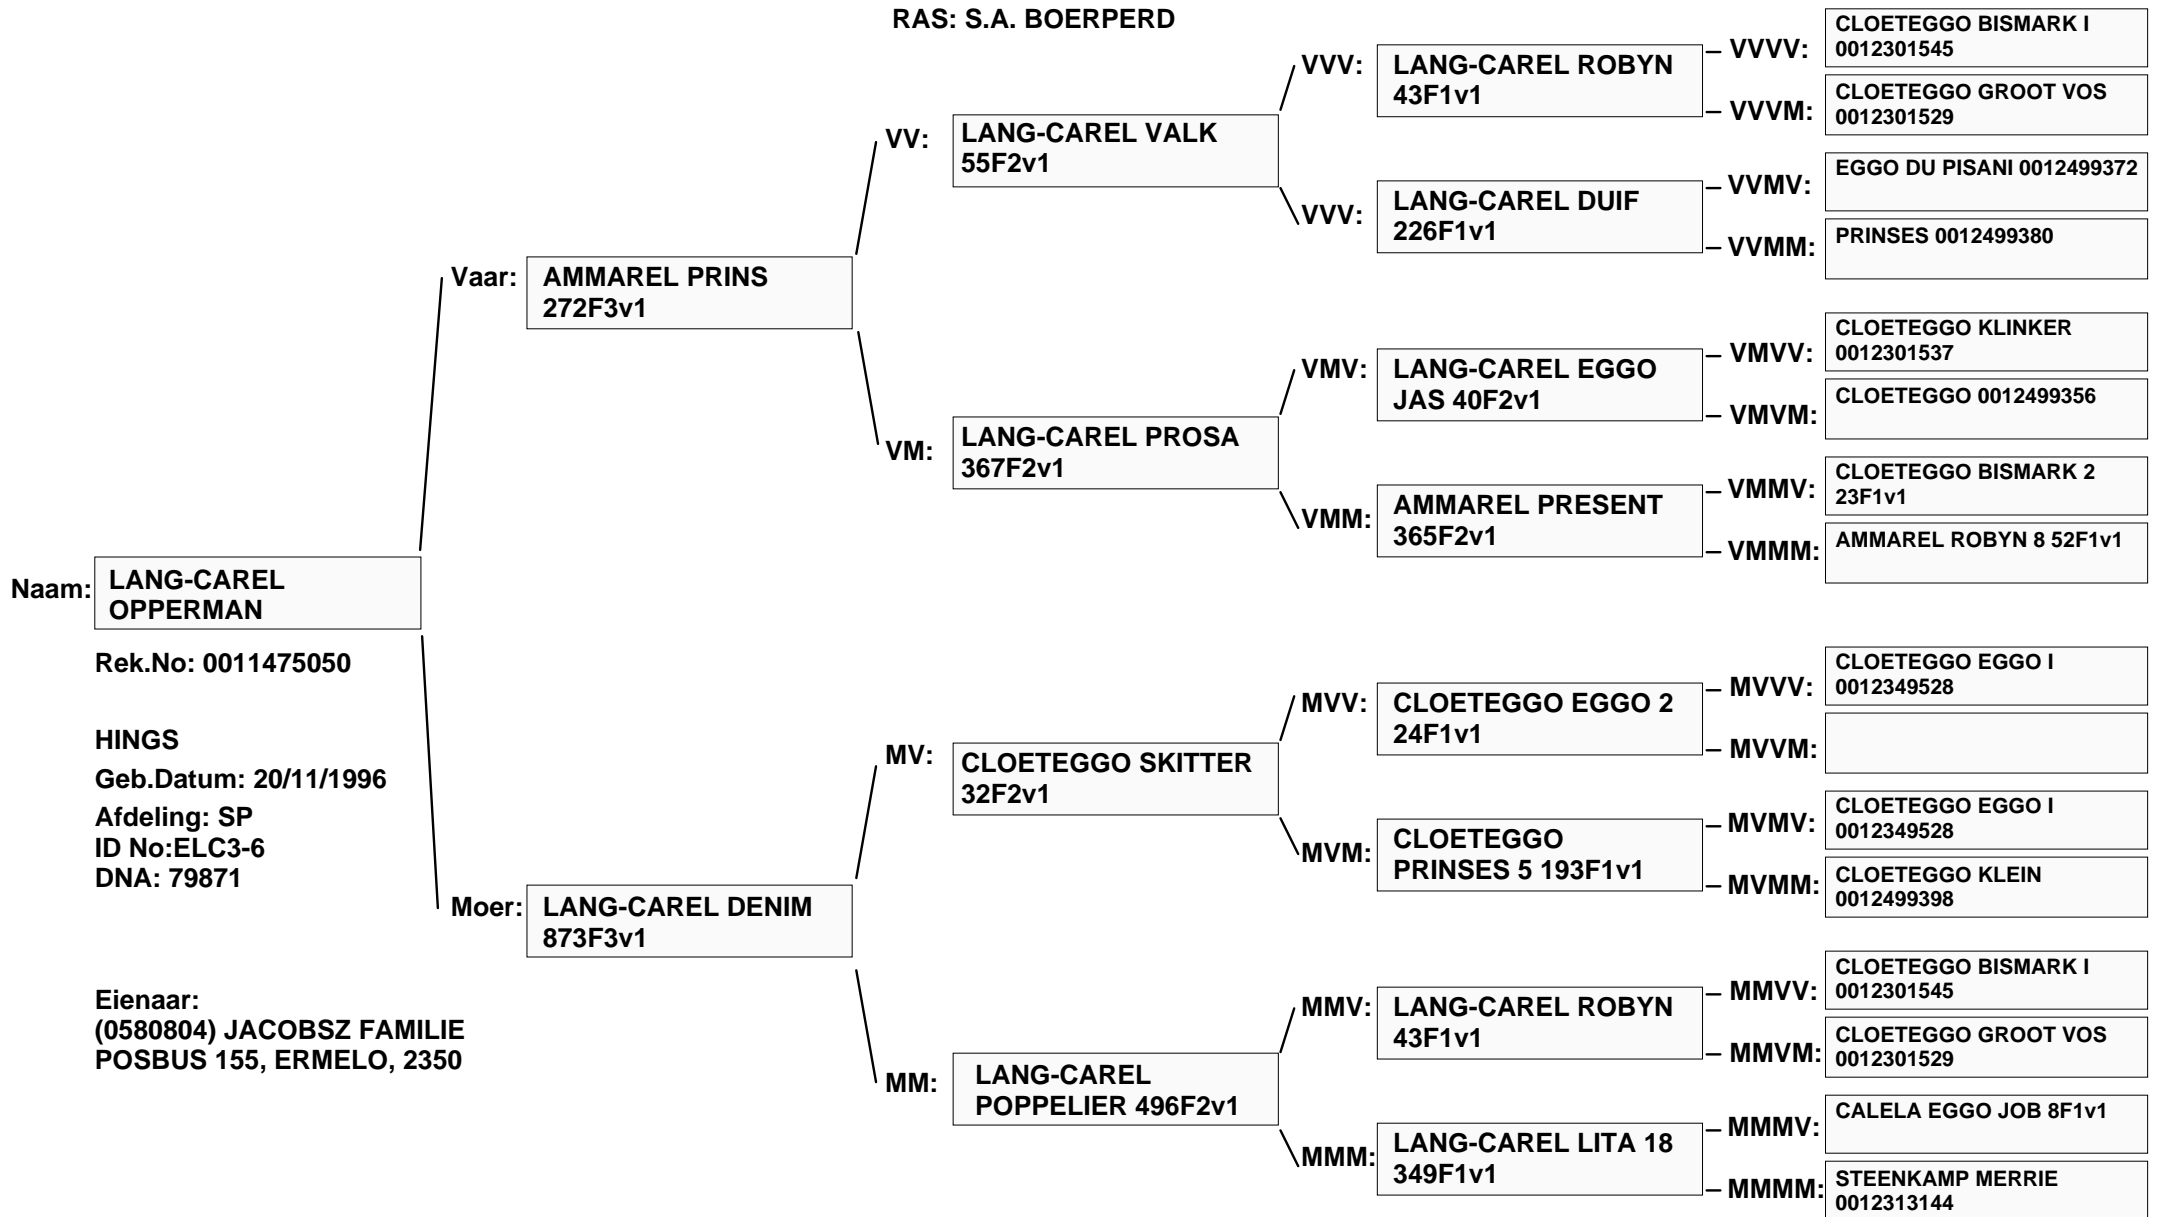 RAS: S.A. BOERPERD
Naam:
LANG-CAREL
OPPERMAN
Rek.No: 0011475050
HINGS
Geb.Datum: 20/11/1996
Afdeling: SP
ID No:ELC3-6
DNA: 79871
Eienaar:
(0580804) JACOBSZ FAMILIE
POSBUS 155, ERMELO, 2350
Vaar:
AMMAREL PRINS
272F3v1
Moer:
LANG-CAREL DENIM
873F3v1
VV:
LANG-CAREL VALK
55F2v1
VM:
LANG-CAREL PROSA
367F2v1
MV:
CLOETEGGO SKITTER
32F2v1
MM:
LANG-CAREL
POPPELIER 496F2v1
VVV:
LANG-CAREL ROBYN
43F1v1
VVV:
LANG-CAREL DUIF
226F1v1
VMV:
LANG-CAREL EGGO
JAS 40F2v1
VMM:
AMMAREL PRESENT
365F2v1
MVV:
CLOETEGGO EGGO 2
24F1v1
MVM:
CLOETEGGO
PRINSES 5 193F1v1
MMV:
LANG-CAREL ROBYN
43F1v1
MMM:
LANG-CAREL LITA 18
349F1v1
VVVV:
CLOETEGGO BISMARK I
0012301545
VVVM:
CLOETEGGO GROOT VOS
0012301529
VVMV:
EGGO DU PISANI 0012499372
VVMM:
PRINSES 0012499380
VMVV:
CLOETEGGO KLINKER
0012301537
VMVM:
CLOETEGGO 0012499356
VMMV:
CLOETEGGO BISMARK 2
23F1v1
VMMM:
AMMAREL ROBYN 8 52F1v1
MVVV:
CLOETEGGO EGGO I
0012349528
MVVM:
MVMV:
CLOETEGGO EGGO I
0012349528
MVMM:
CLOETEGGO KLEIN
0012499398
MMVV:
CLOETEGGO BISMARK I
0012301545
MMVM:
CLOETEGGO GROOT VOS
0012301529
MMMV:
CALELA EGGO JOB 8F1v1
MMMM:
STEENKAMP MERRIE
0012313144